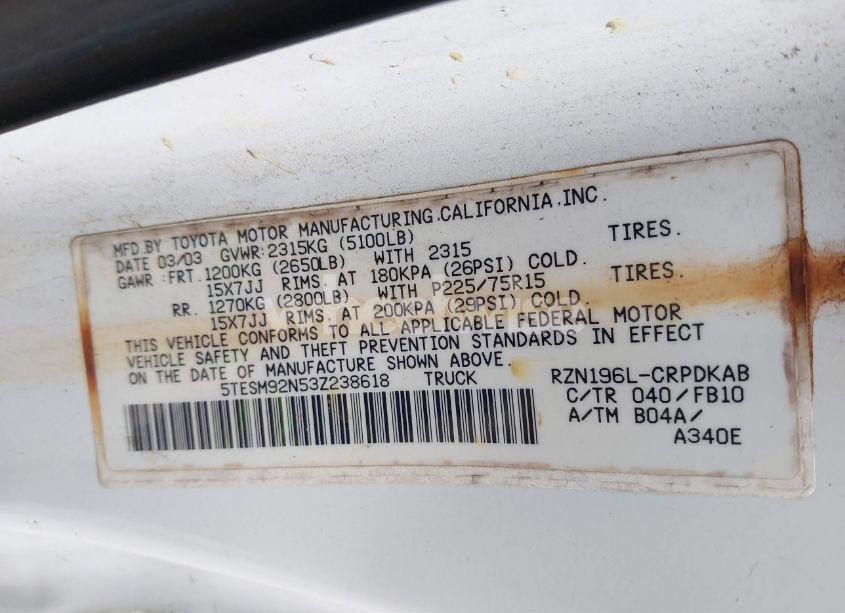 MFD.BY TOYOTA MOTOR MANUFACTURING.CALIFORNIA.INC.
DATE 03/03 GVWR:2315KG (5100LB)
GAWR:FRT.1200KG (2650LB) WITH 2315 TIRES.
15X7JJ RIMS. AT 180KPA (26PSI) COLD.
RR. 1270KG (2800LB) WITH P225/75R15 TIRES.
15X7JJ RIMS. AT 200KPA (29PSI) COLD.
THIS VEHICLE CONFORMS TO ALL APPLICABLE FEDERAL MOTOR
VEHICLE SAFETY AND THEFT PREVENTION STANDARDS IN EFFECT
ON THE DATE OF MANUFACTURE SHOWN ABOVE.
5TESM92N53Z238618 TRUCK RZN196L-CRPDKAB
C/TR 040/FB10
A/TM B04A/
A340E